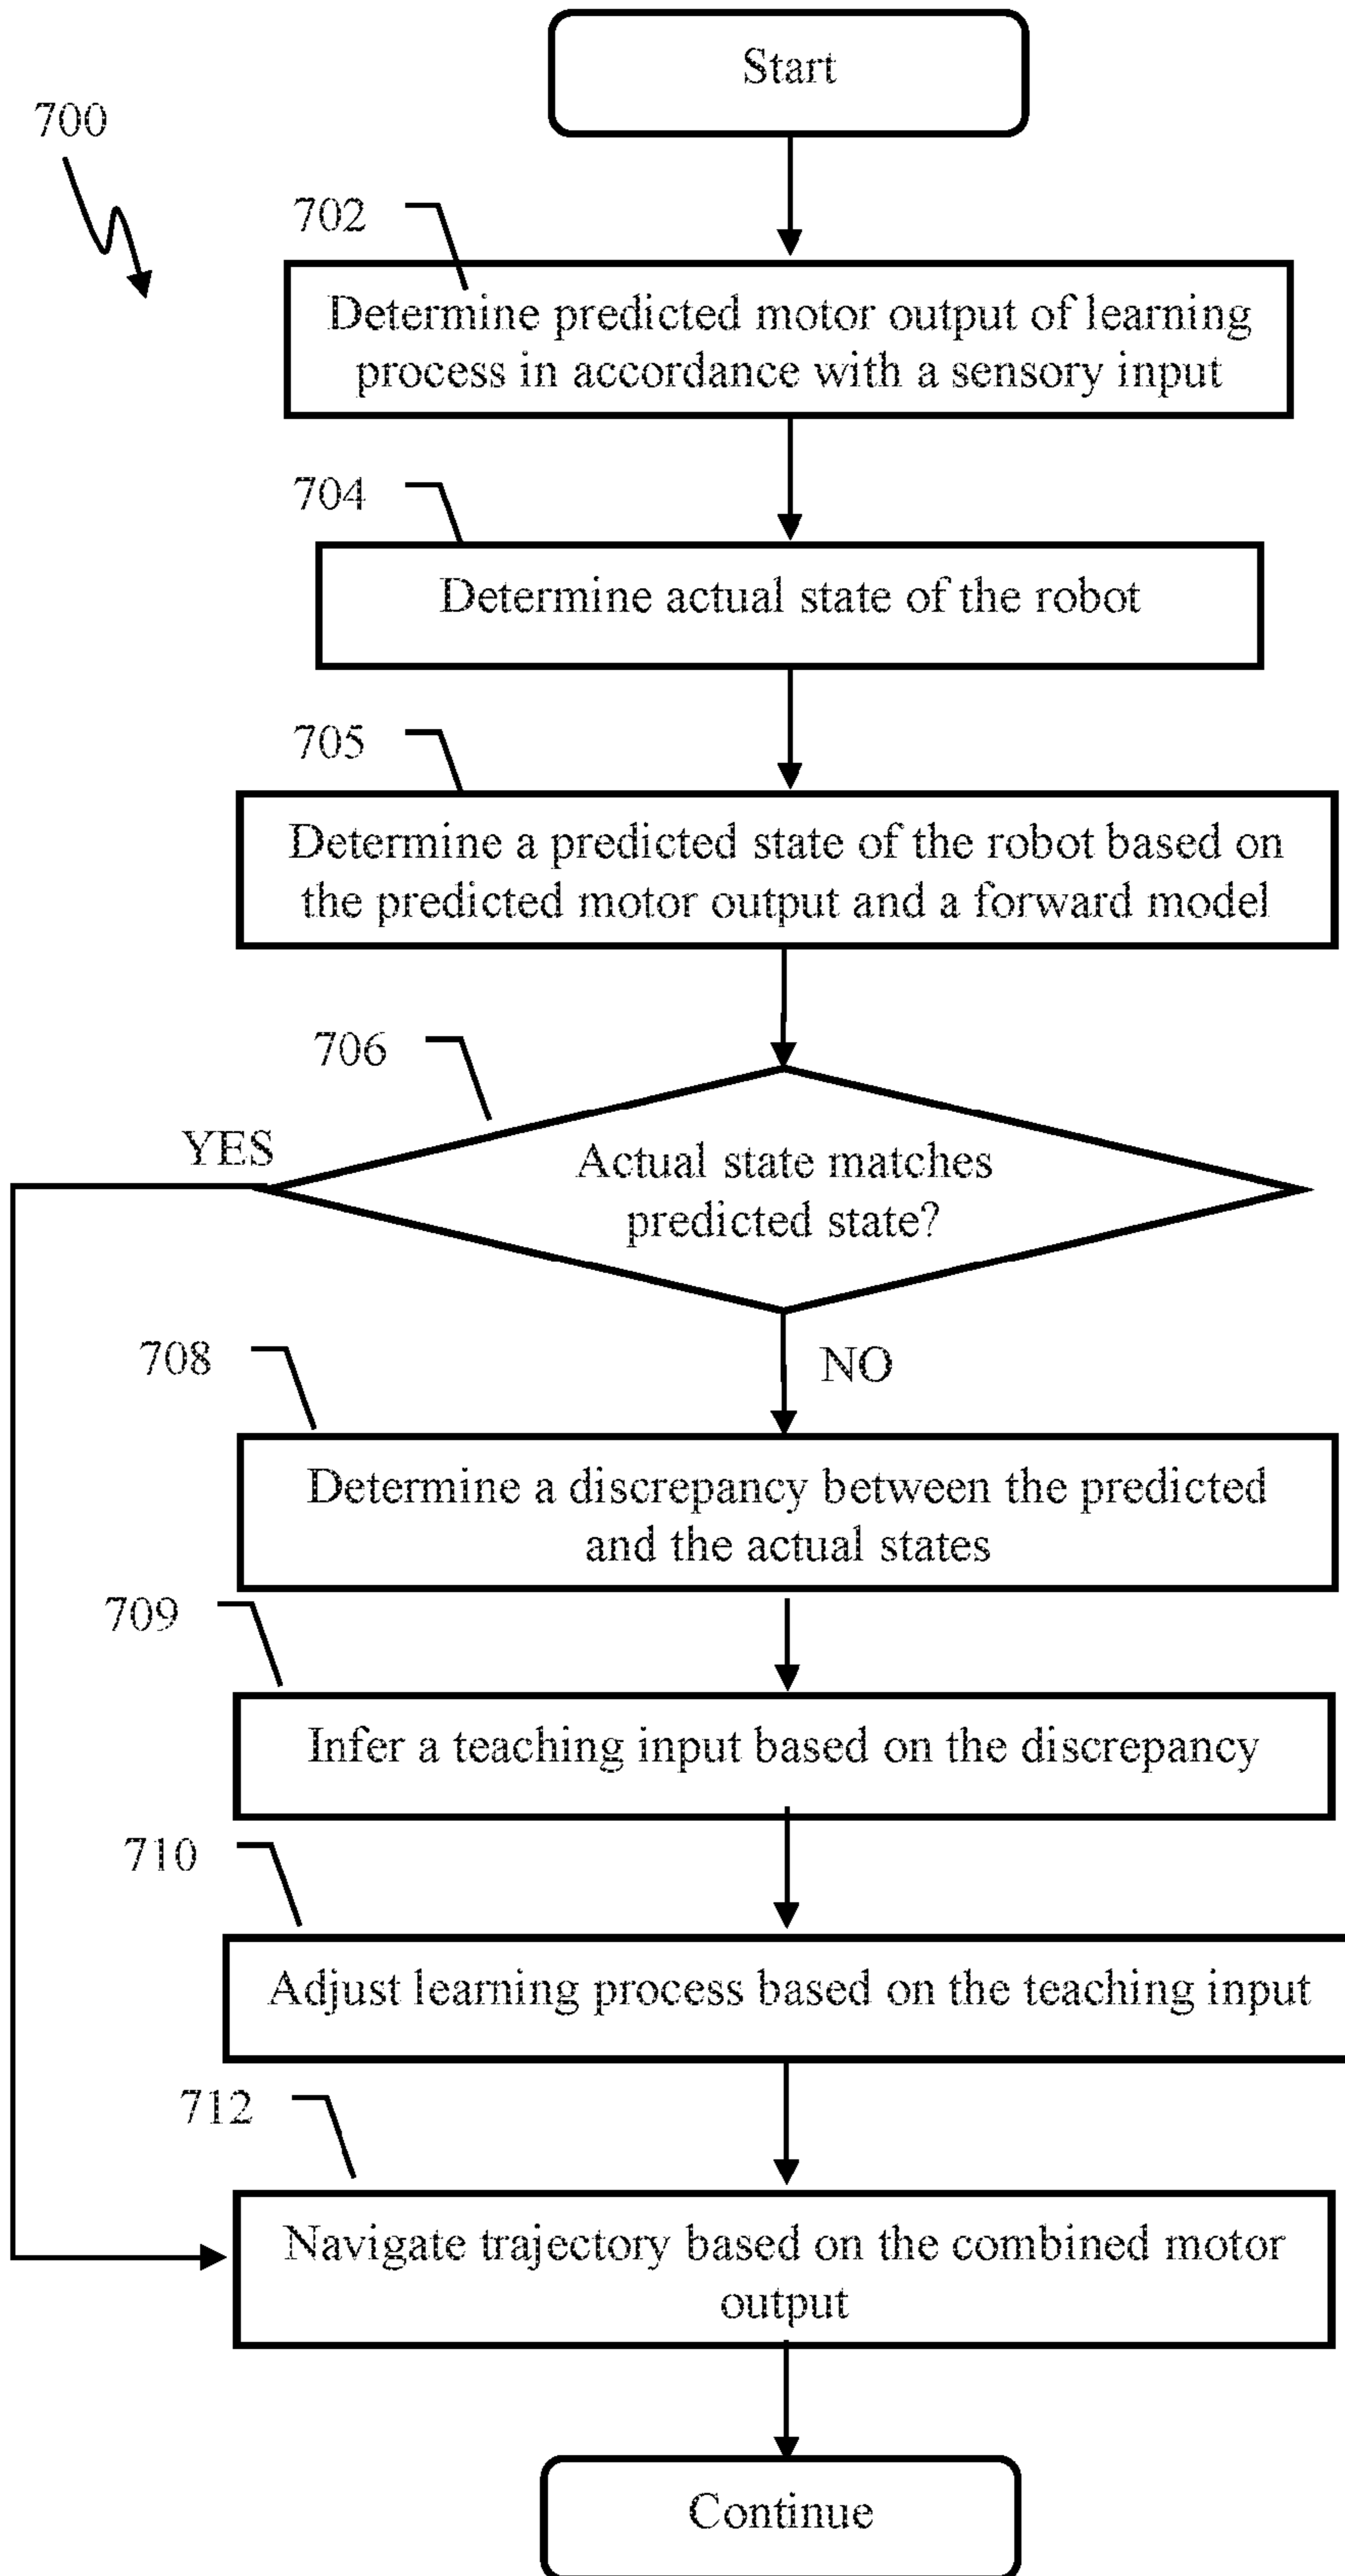 Start
700
702
Determine predicted motor output of learning
process in accordance with a sensory input
704
Determine actual state of the robot
705
Determine a predicted state of the robot based on
the predicted motor output and a forward model
706
YES
Actual state matches
predicted state?
NO
708
Determine a discrepancy between the predicted
and the actual states
709
Infer a teaching input based on the discrepancy
710
Adjust learning process based on the teaching input
712
Navigate trajectory based on the combined motor
output
Continue